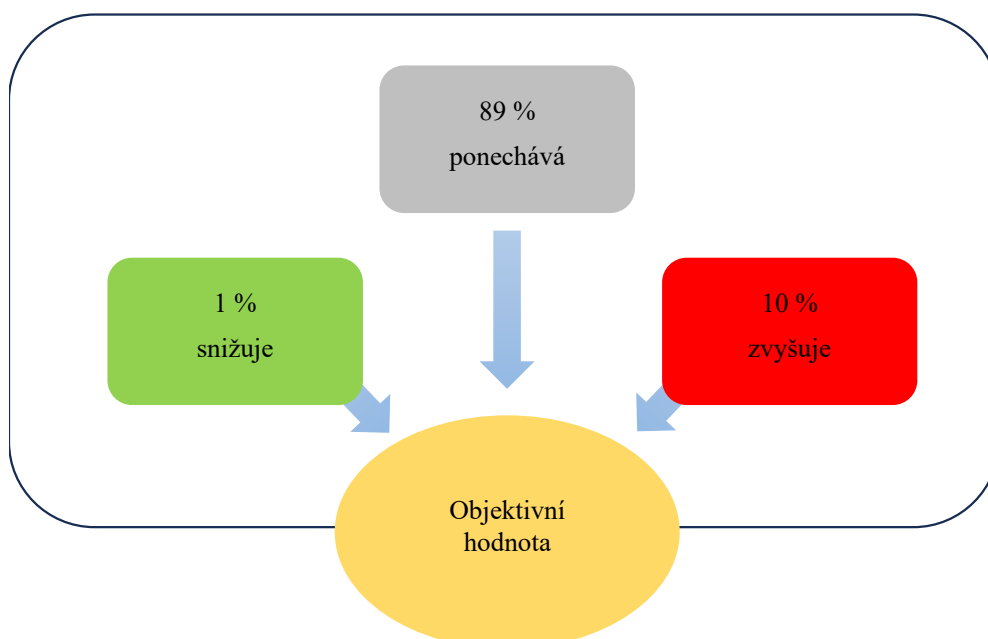 89 %
ponechává
1 %
snižuje
10 %
zvyšuje
Objektivní
hodnota